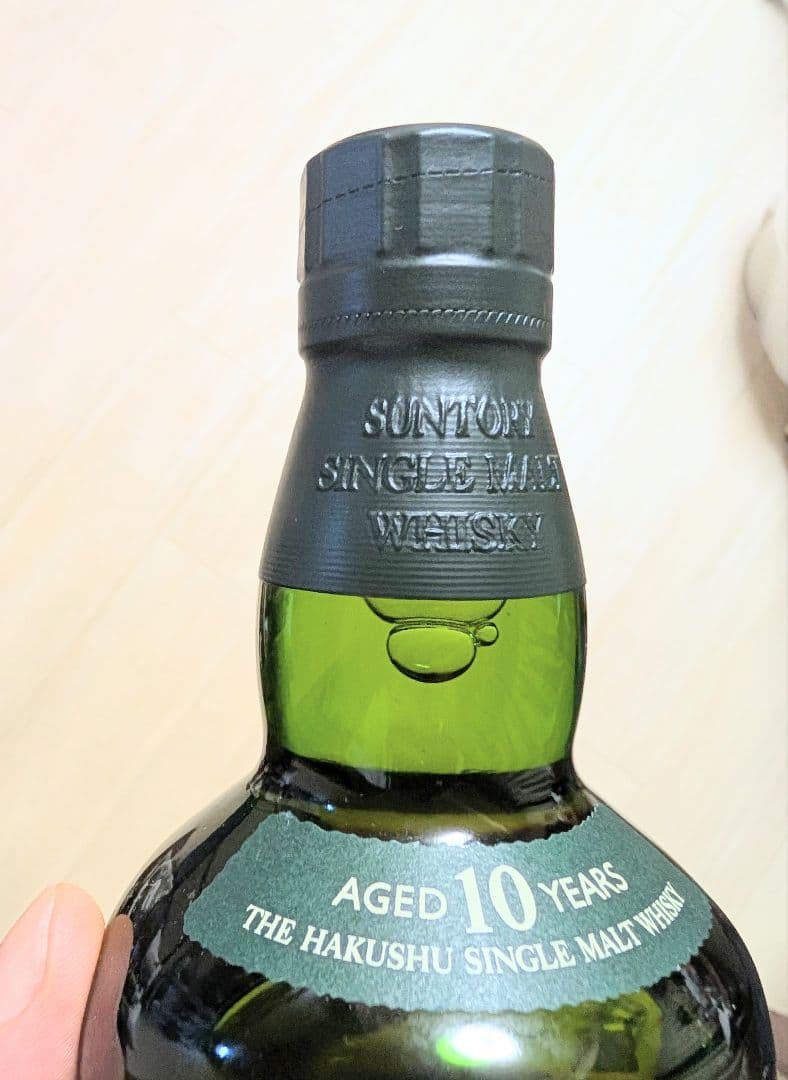 SUNTORY
SINGLE MALT
WHISKY
AGED 10 YEARS
THE HAKUSHU SINGLE MALT WHISKY